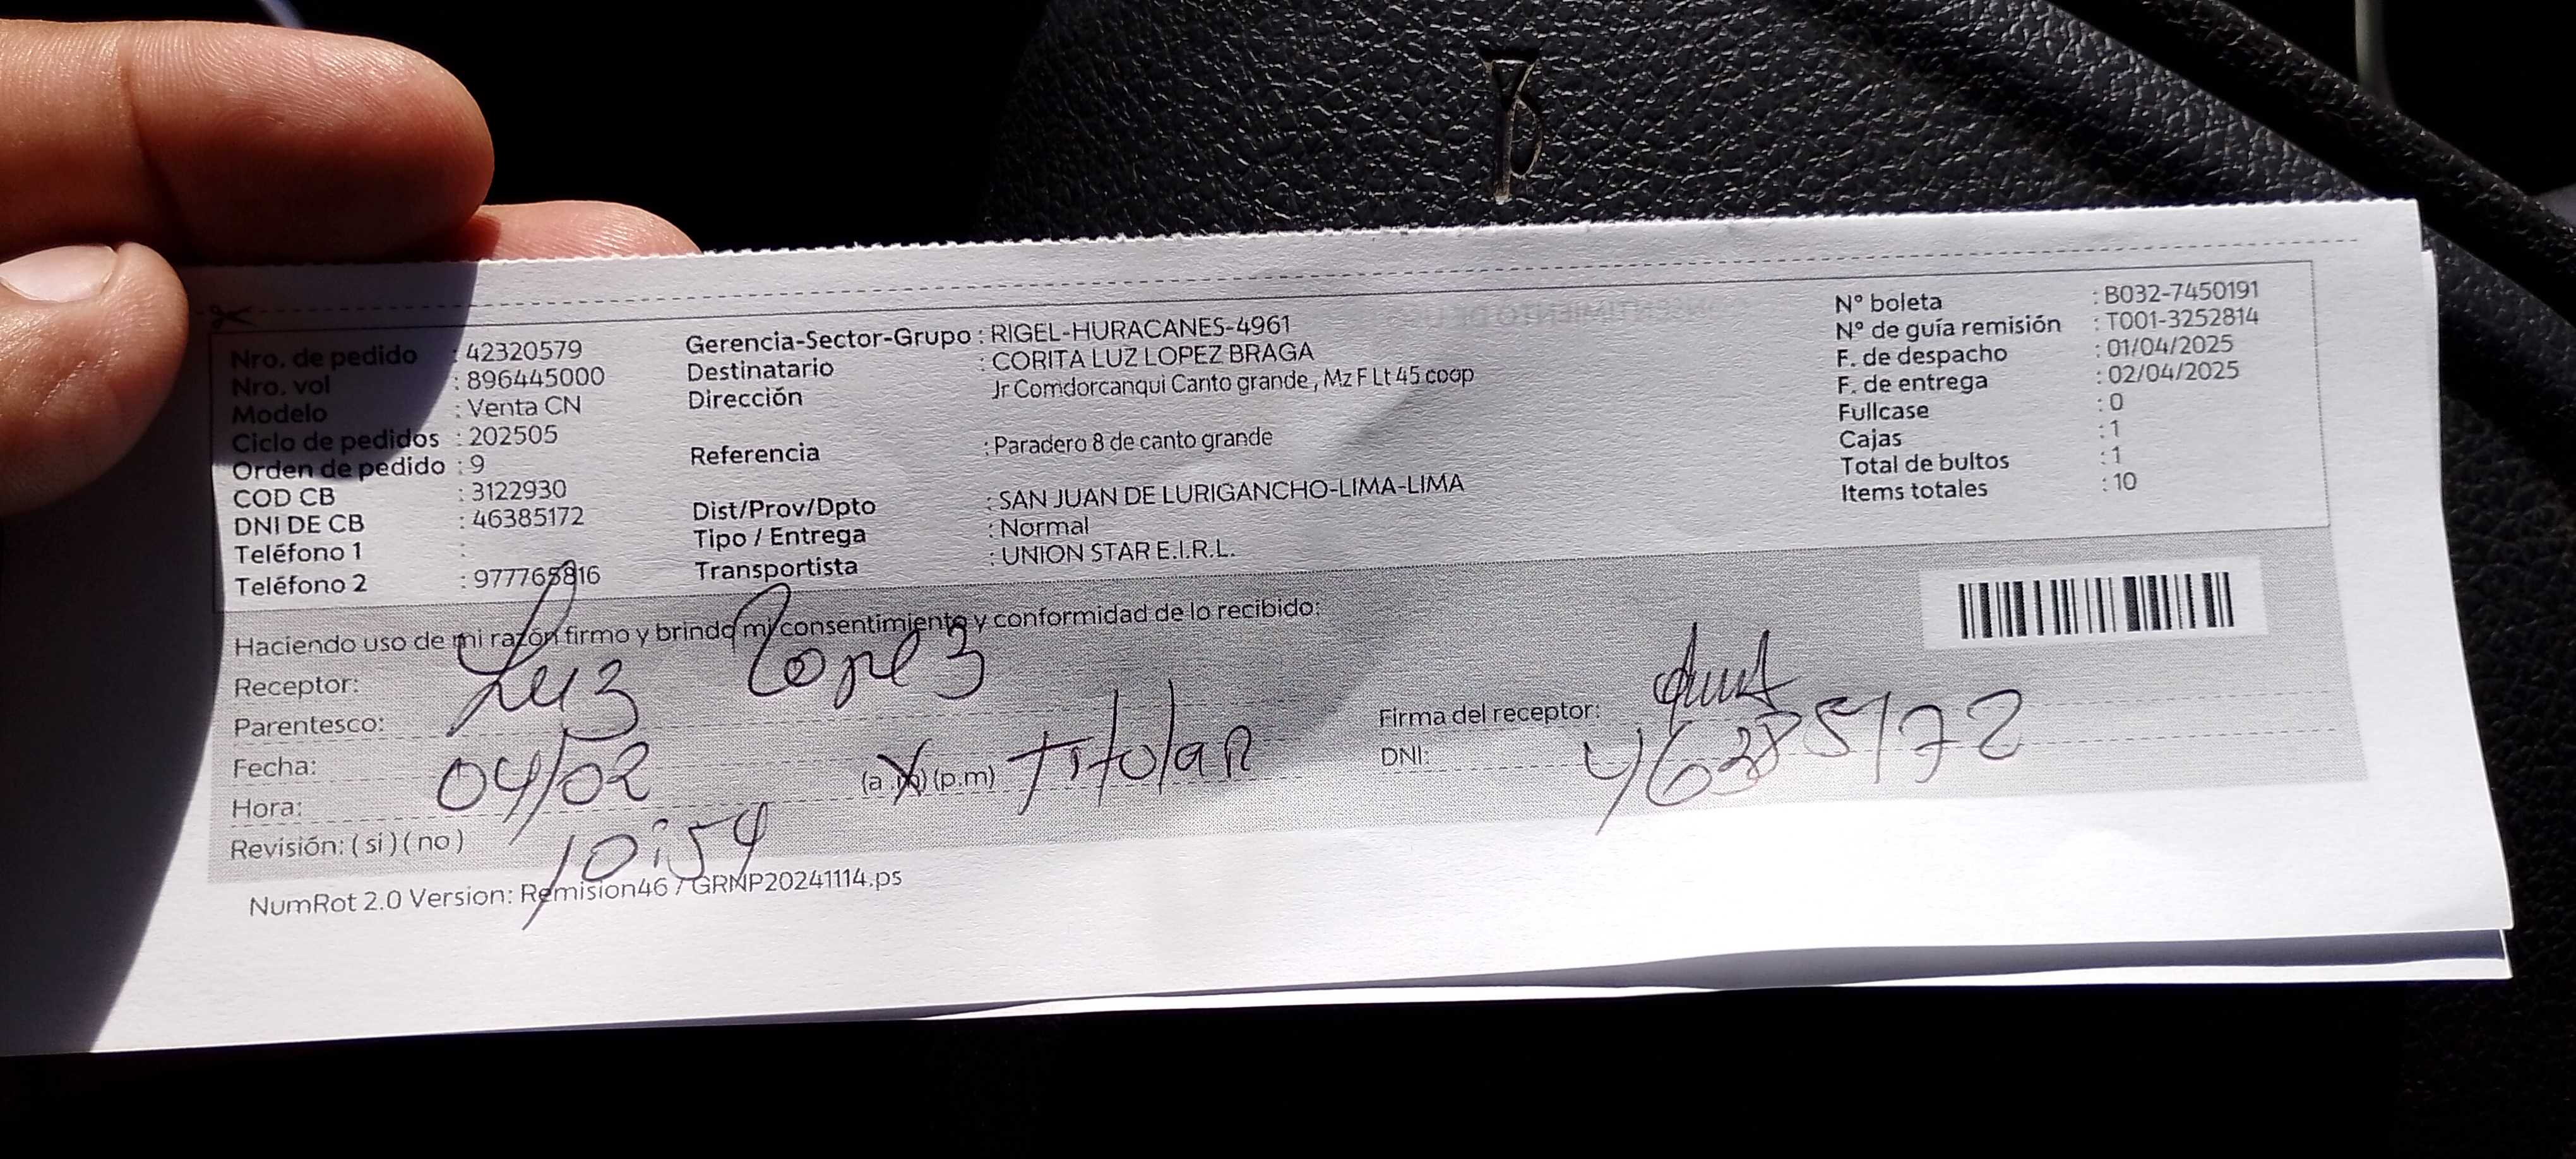 Nro. de pedido : 42320579
Nro. vol : 896445000
Modelo : Venta CN
Ciclo de pedidos : 202505
Orden de pedido : 9
COD CB : 3122930
DNI DE CB : 46385172
Teléfono 1 :
Teléfono 2 : 977765816
Gerencia-Sector-Grupo : RIGEL-HURACANES-4961
Destinatario : CORITA LUZ LOPEZ BRAGA
Dirección Jr Comdorcanqui Canto grande , Mz F Lt 45 coop
Referencia : Paradero 8 de canto grande
Dist/Prov/Dpto : SAN JUAN DE LURIGANCHO-LIMA-LIMA
Tipo / Entrega : Normal
Transportista : UNION STAR E.I.R.L.
N° boleta : B032-7450191
N° de guía remisión : T001-3252814
F. de despacho : 01/04/2025
F. de entrega : 02/04/2025
Fullcase : 0
Cajas : 1
Total de bultos : 1
Items totales : 10
Haciendo uso de mi razón firmo y brindo mi consentimiento y conformidad de lo recibido:
Receptor: Luz Lopez
Parentesco:
Fecha: 04/02
Hora: (a.m)(p.m) Titular
10:54
Revisión: ( si ) ( no )
Firma del receptor:
DNI: 46385172
NumRot 2.0 Version: Remision46 / GRNP20241114.ps